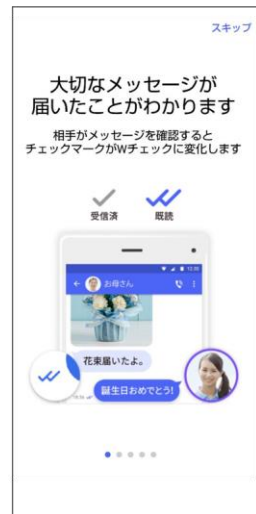 スキップ
大切なメッセージが
届いたことがわかります
相手がメッセージを確認すると
チェックマークがWチェックに変化します
受信済 既読
お母さん
花束届いたよ。
誕生日おめでとう!